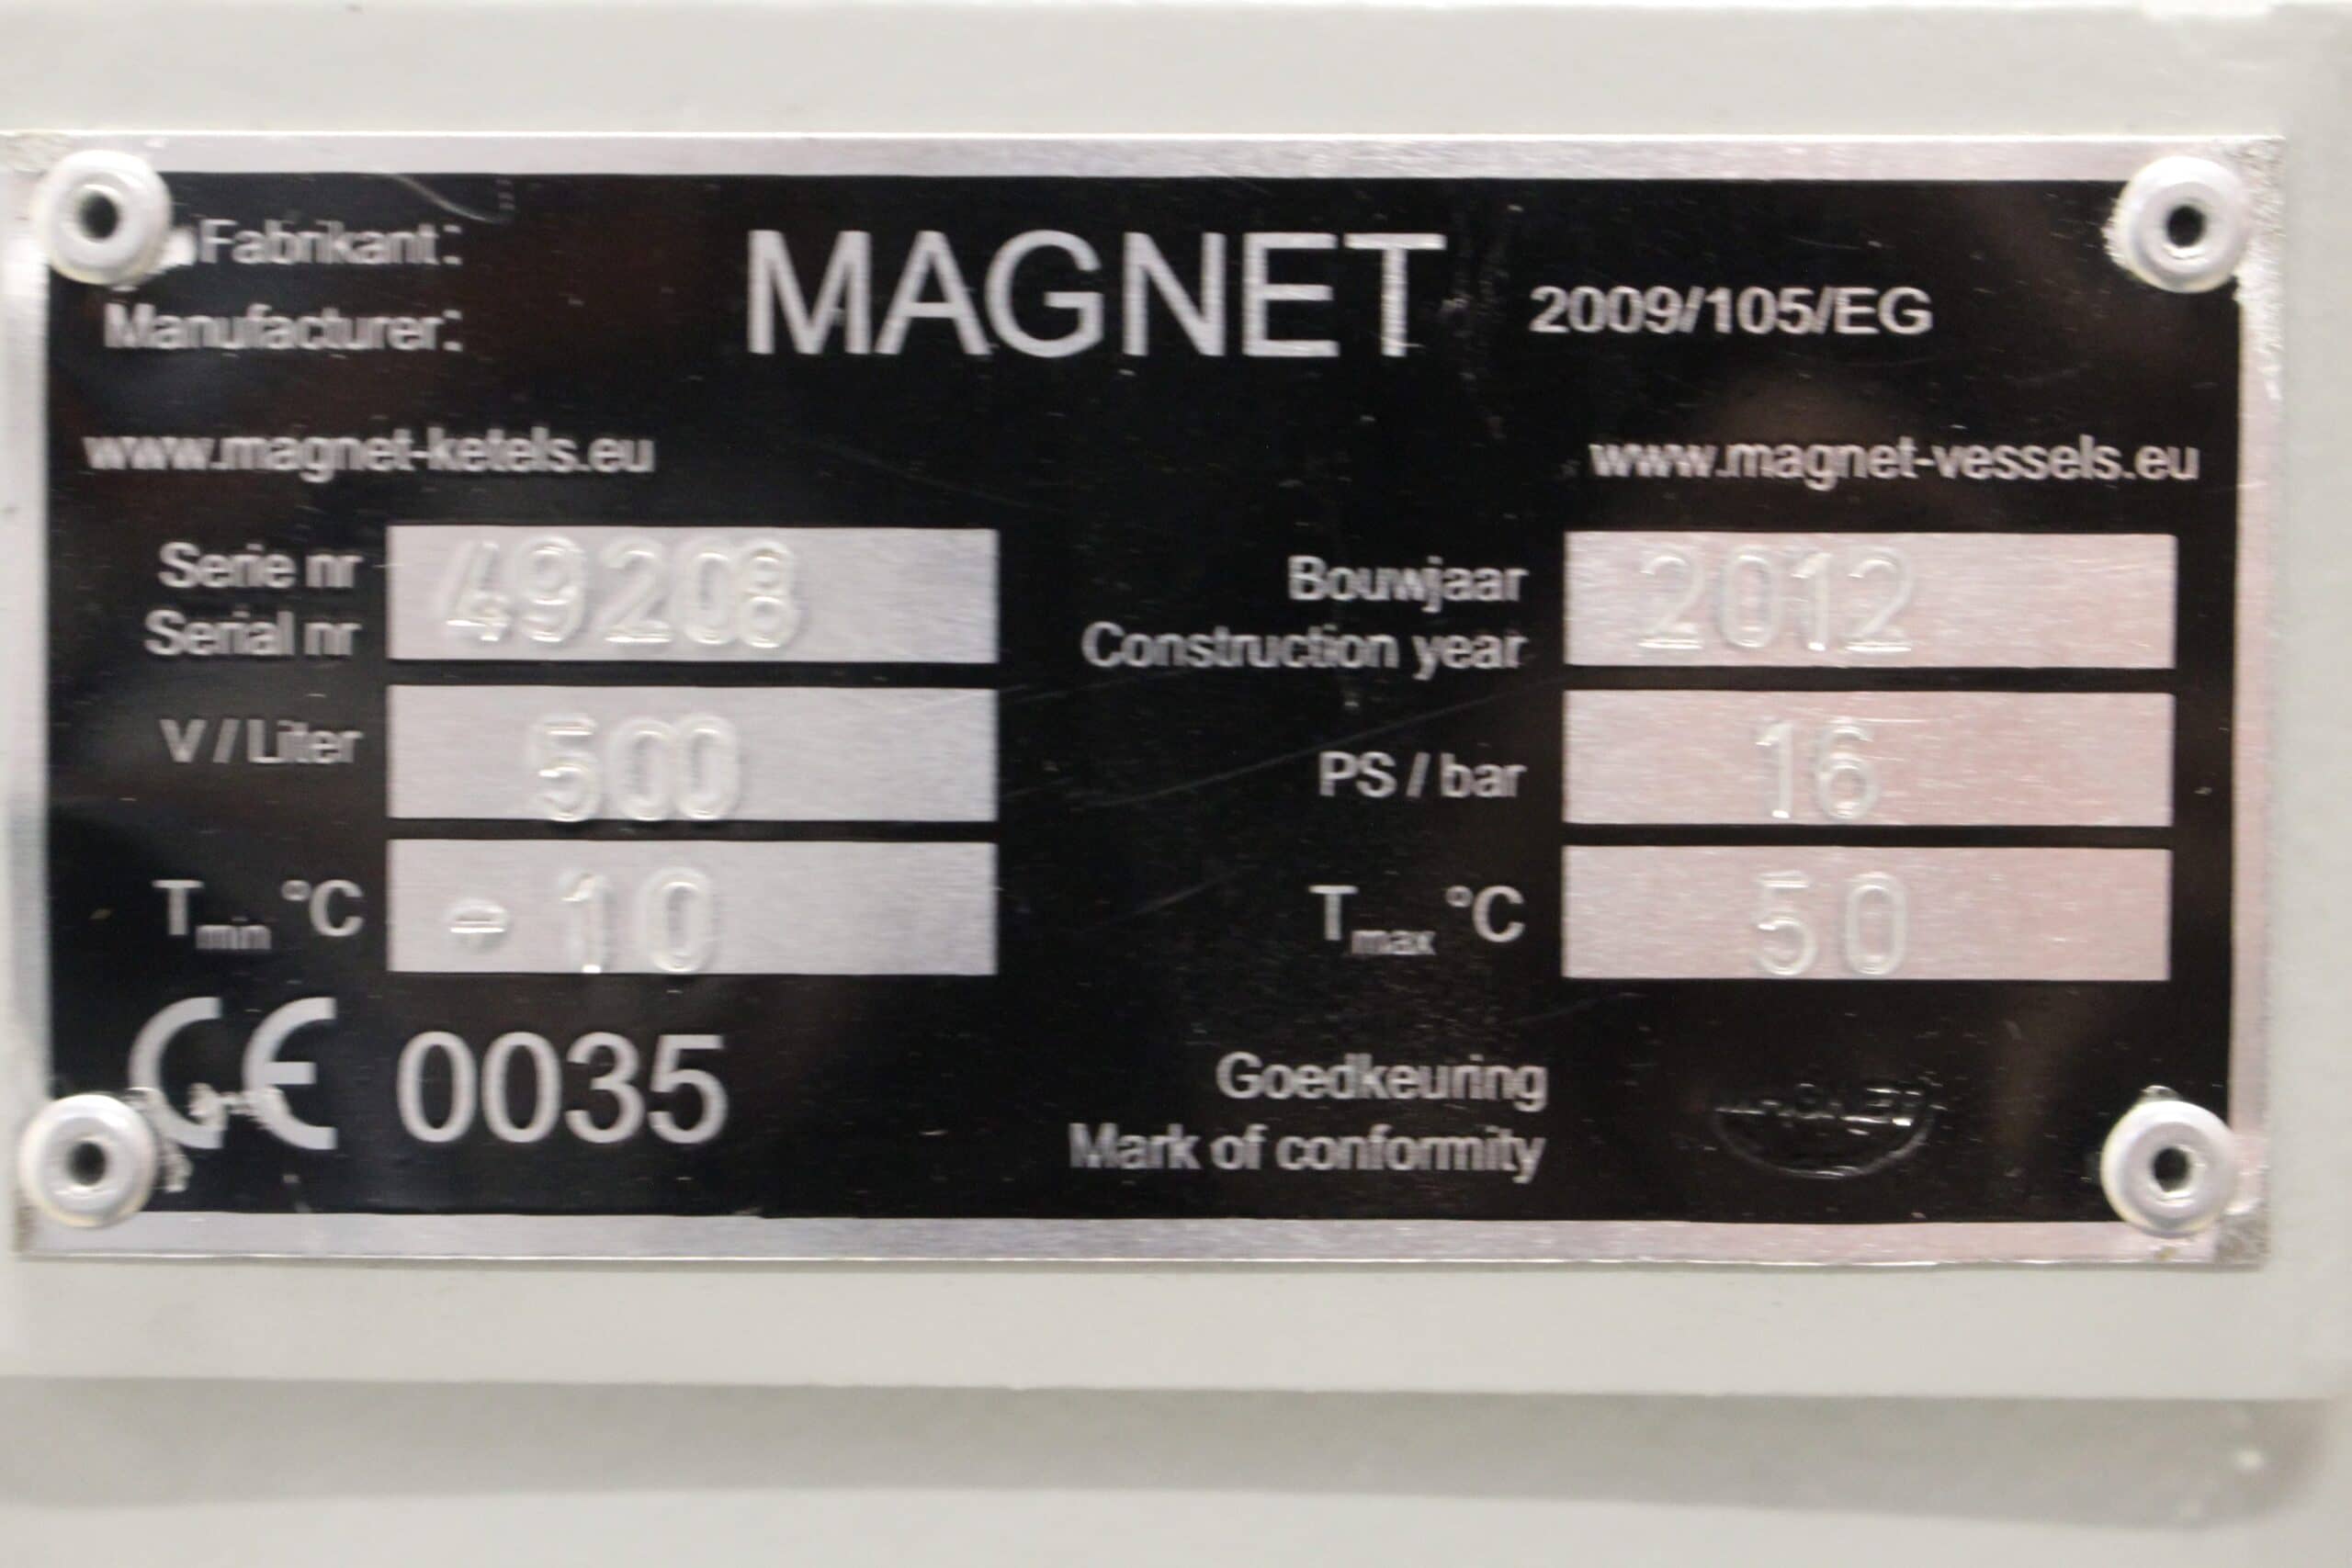 Fabrikant:
Manufacturer:
MAGNET 2009/105/EG
www.magnet-ketels.eu
www.magnet-vessels.eu
Serie nr
Serial nr
49208
Bouwjaar
Construction year
2012
V / Liter 500
PS / bar 16
Tmin °C -10
Tmax °C 50
CE 0035
Goedkeuring
Mark of conformity
MAGNET